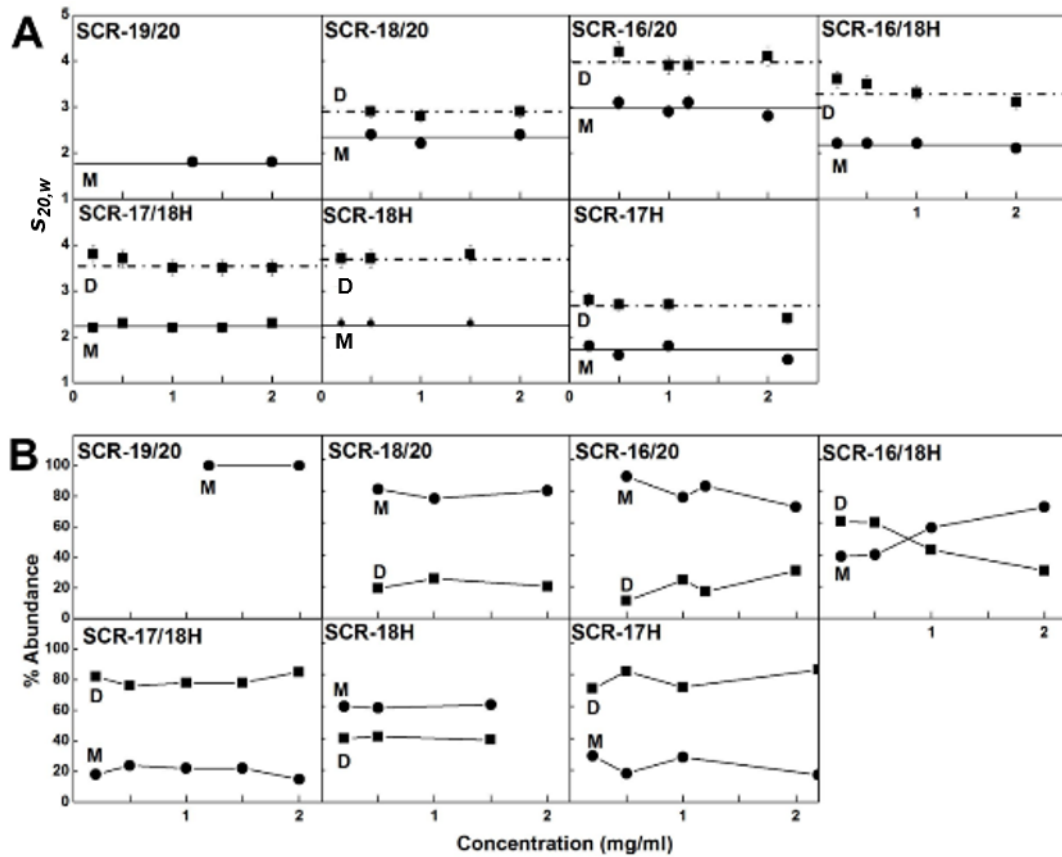 A
SCR-19/20
SCR-18/20
SCR-16/20
SCR-16/18H
5
4
3
2
1
D
M
D
M
D
M
D
M
S20,w
SCR-17/18H
SCR-18H
SCR-17H
4
3
2
1
D
M
D
M
D
M
1 2
0 1 2 0 1 2 0 1 2
B
SCR-19/20
SCR-18/20
SCR-16/20
SCR-16/18H
100
80
60
40
20
0
M
M
D
M
D
D
M
% Abundance
1 2
SCR-17/18H
SCR-18H
SCR-17H
100
80
60
40
20
0
D
M
M
D
D
M
1 2 1 2 1 2
Concentration (mg/ml)